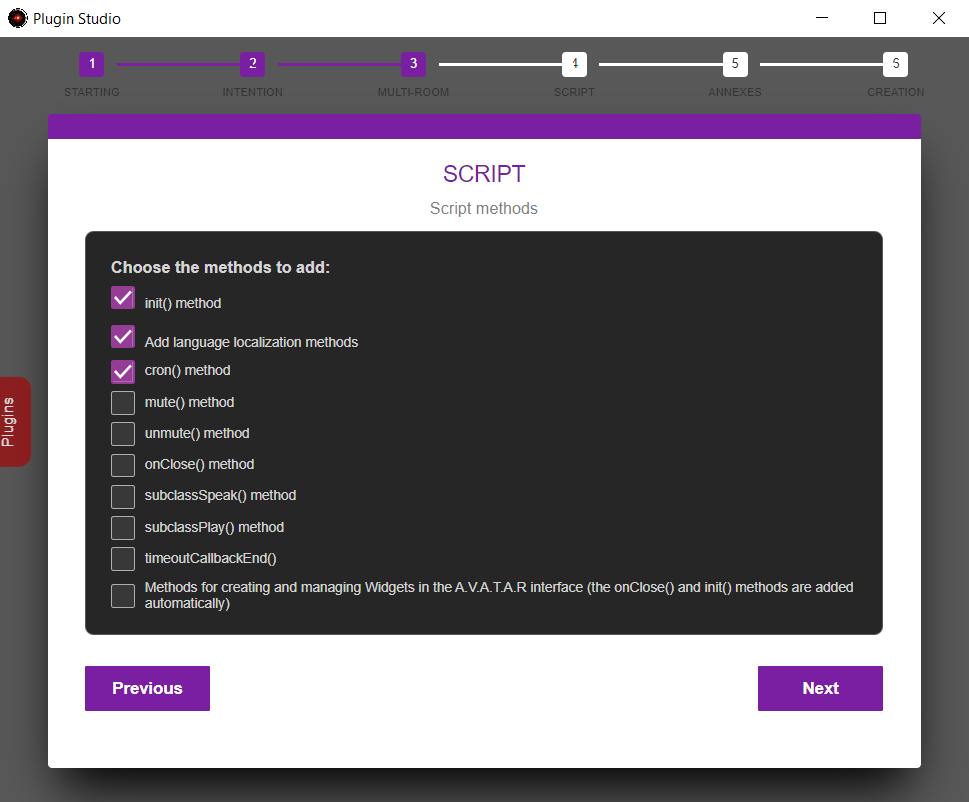 Plugin Studio
1 2 3 4 5 6
STARTING INTENTION MULTI-ROOM SCRIPT ANNEXES CREATION
SCRIPT
Script methods
Choose the methods to add:
init() method
Add language localization methods
cron() method
mute() method
unmute() method
onClose() method
subclassSpeak() method
subclassPlay() method
timeoutCallbackEnd()
Methods for creating and managing Widgets in the A.V.A.T.A.R interface (the onClose() and init() methods are added
automatically)
Plugins
Previous Next